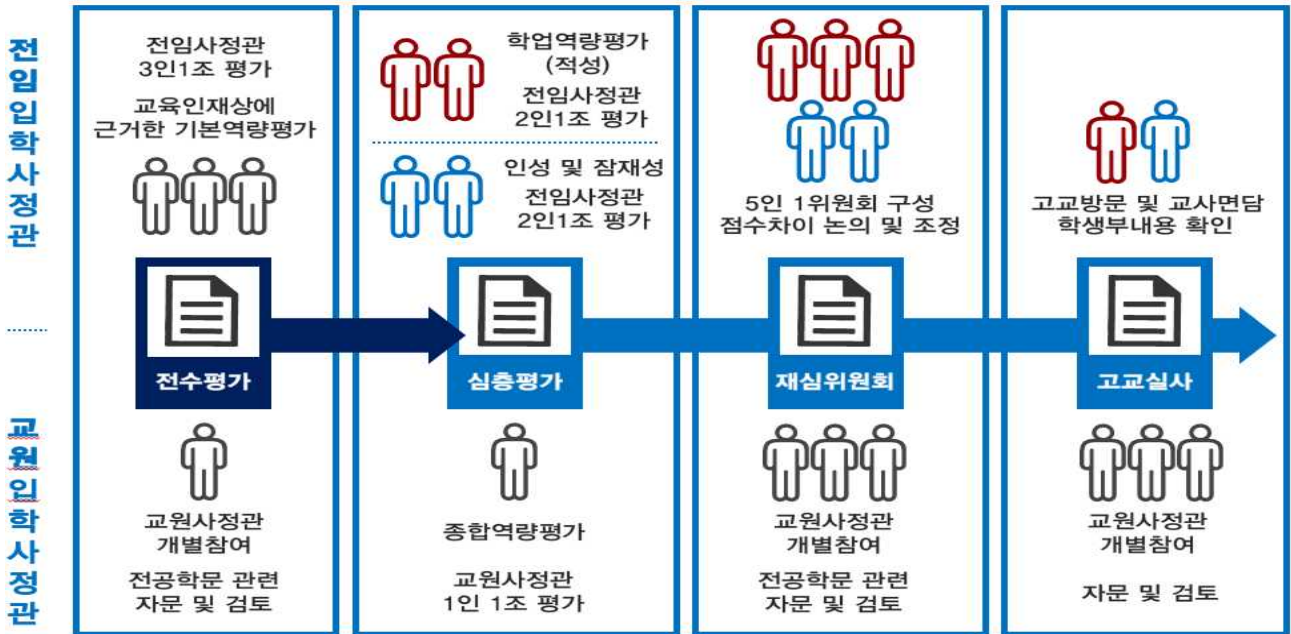 전임입학사정관
전임사정관
3인1조 평가
교육인재상에
근거한 기본역량평가
학업역량평가
(적성)
전임사정관
2인1조 평가
인성 및 잠재성
전임사정관
2인1조 평가
5인 1위원회 구성
점수차이 논의 및 조정
고교방문 및 교사면담
학생부내용 확인
전수평가
심층평가
재심위원회
고교실사
교원입학사정관
교원사정관
개별참여
전공학문 관련
자문 및 검토
종합역량평가
교원사정관
1인 1조 평가
교원사정관
개별참여
전공학문 관련
자문 및 검토
교원사정관
개별참여
자문 및 검토